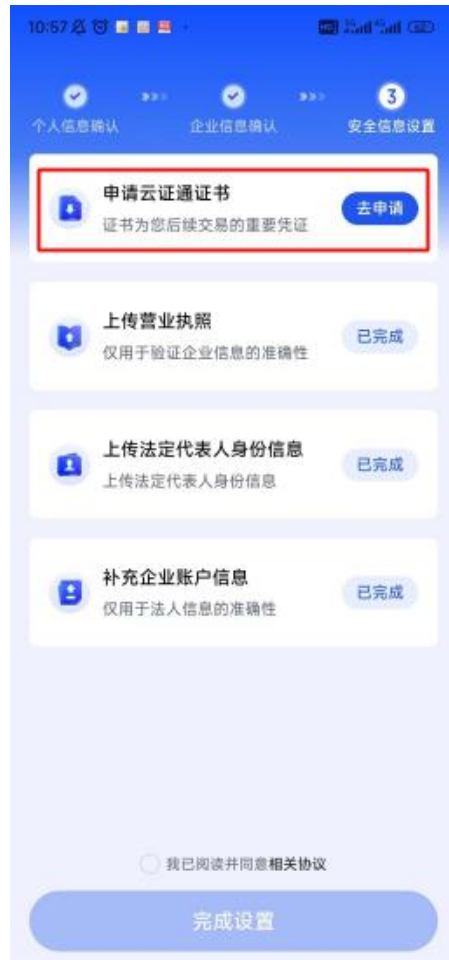 10:57
个人信息确认
企业信息确认
3
安全信息设置
申请云证通证书
证书为您后续交易的重要凭证
去申请
上传营业执照
仅用于验证企业信息的准确性
已完成
上传法定代表人身份信息
上传法定代表人身份信息
已完成
补充企业账户信息
仅用于法人信息的准确性
已完成
我已阅读并同意相关协议
完成设置